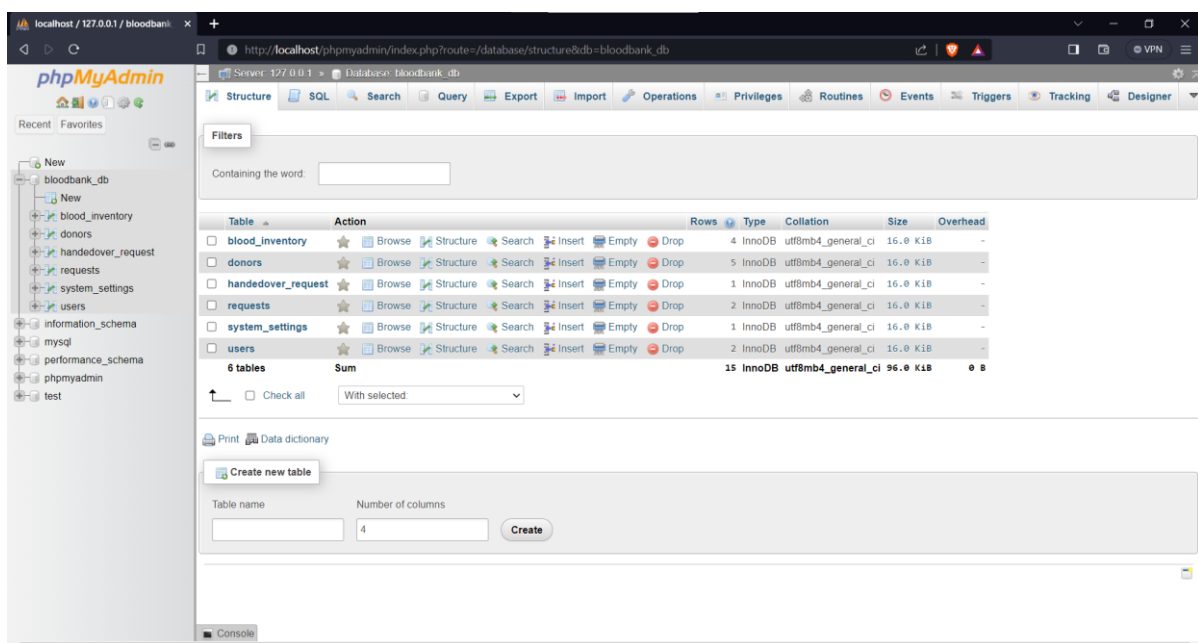 localhost / 127.0.0.1 / bloodbank
http://localhost/phpmyadmin/index.php?route=/database/structure&db=bloodbank_db
VPN
phpMyAdmin
Recent Favorites
New
bloodbank_db
New
blood_inventory
donors
handedover_request
requests
system_settings
users
information_schema
mysql
performance_schema
phpmyadmin
test
Server: 127.0.0.1 » Database: bloodbank_db
Structure SQL Search Query Export Import Operations Privileges Routines Events Triggers Tracking Designer
Filters
Containing the word:
Table Action Rows Type Collation Size Overhead
blood_inventory Browse Structure Search Insert Empty Drop 4 InnoDB utf8mb4_general_ci 16.0 KiB -
donors Browse Structure Search Insert Empty Drop 5 InnoDB utf8mb4_general_ci 16.0 KiB -
handedover_request Browse Structure Search Insert Empty Drop 1 InnoDB utf8mb4_general_ci 16.0 KiB -
requests Browse Structure Search Insert Empty Drop 2 InnoDB utf8mb4_general_ci 16.0 KiB -
system_settings Browse Structure Search Insert Empty Drop 1 InnoDB utf8mb4_general_ci 16.0 KiB -
users Browse Structure Search Insert Empty Drop 2 InnoDB utf8mb4_general_ci 16.0 KiB -
6 tables Sum 15 InnoDB utf8mb4_general_ci 96.0 KiB 0 B
Check all With selected:
Print Data dictionary
Create new table
Table name Number of columns
4 Create
Console